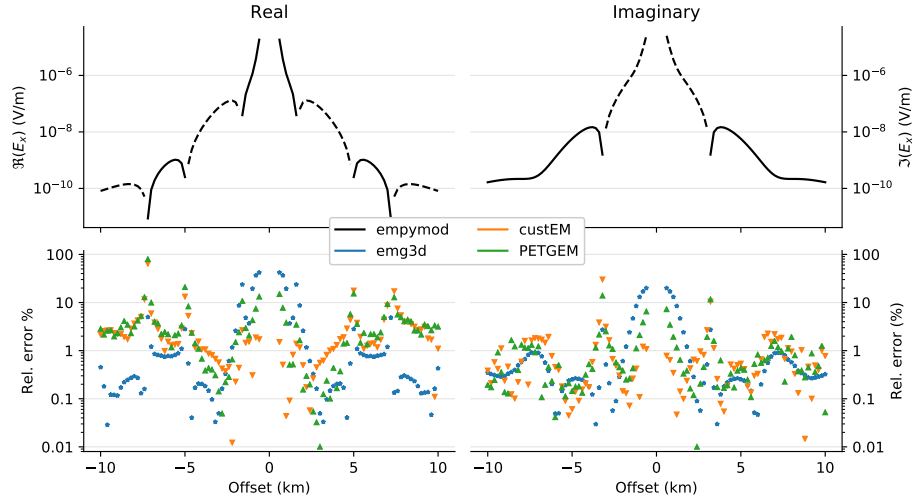 Real
Imaginary
ℜ(Eₓ) (V/m)
10⁻⁶
10⁻⁸
10⁻¹⁰
10⁻⁶
10⁻⁸
10⁻¹⁰
ℑ(Eₓ) (V/m)
empymod
emg3d
custEM
PETGEM
Rel. error %
100
10
1
0.1
0.01
100
10
1
0.1
0.01
Rel. error (%)
−10 −5 0 5 10
−10 −5 0 5 10
Offset (km)
Offset (km)